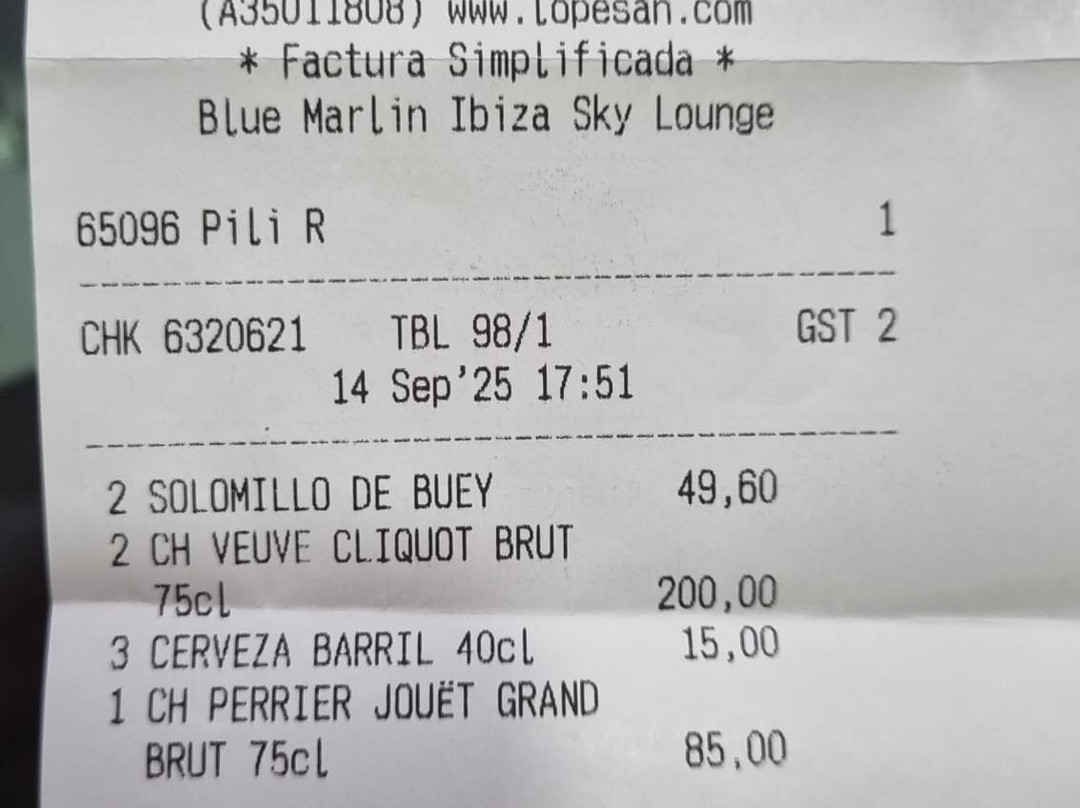 (A35011808) www.lopesan.com
* Factura Simplificada *
Blue Marlin Ibiza Sky Lounge
65096 Pili R 1
CHK 6320621 TBL 98/1 GST 2
14 Sep'25 17:51
2 SOLOMILLO DE BUEY 49,60
2 CH VEUVE CLIQUOT BRUT
75cl 200,00
3 CERVEZA BARRIL 40cl 15,00
1 CH PERRIER JOUËT GRAND
BRUT 75cl 85,00